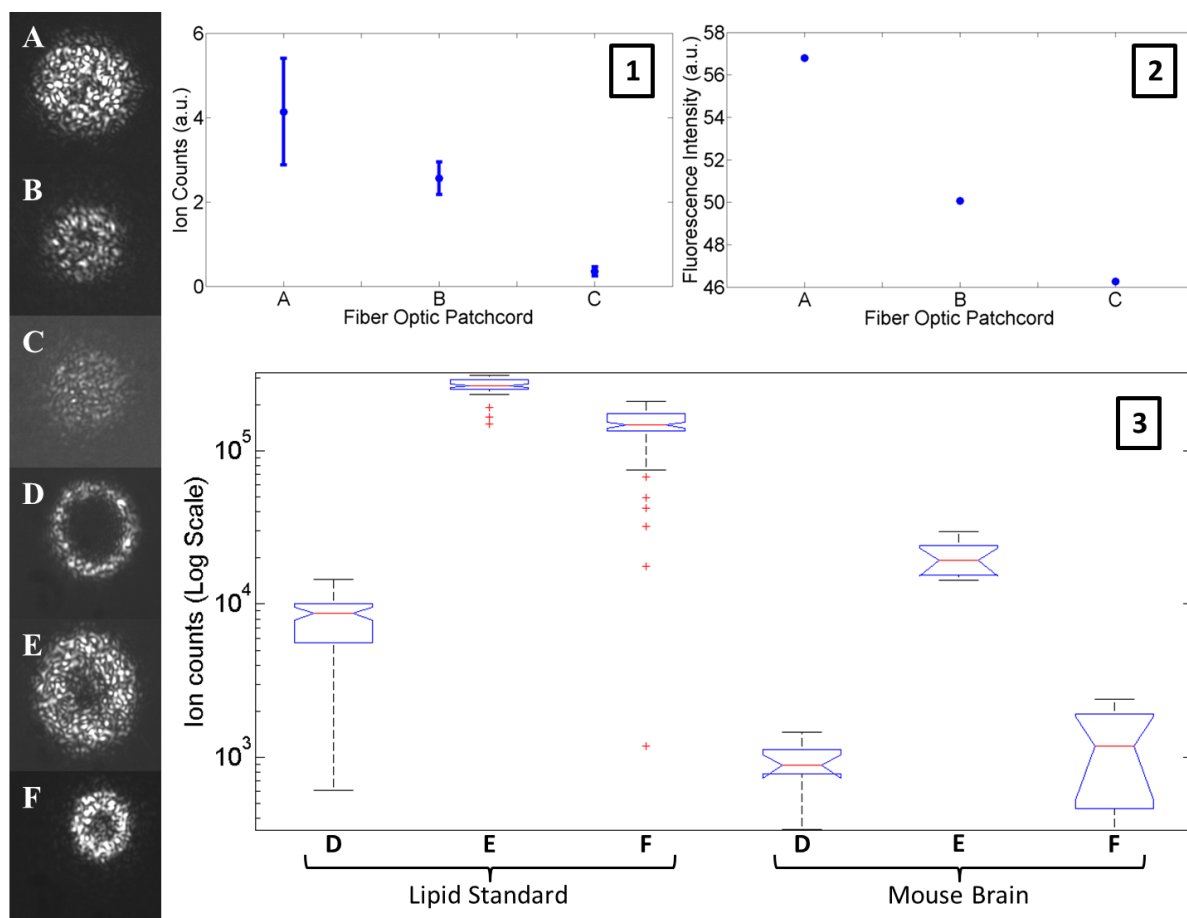 A
B
C
D
E
F
1
Ion Counts (a.u.)
6
4
2
0
A B C
Fiber Optic Patchcord
2
Fluorescence Intensity (a.u.)
58
56
54
52
50
48
46
A B C
Fiber Optic Patchcord
3
Ion counts (Log Scale)
10^5
10^4
10^3
D E F D E F
Lipid Standard Mouse Brain